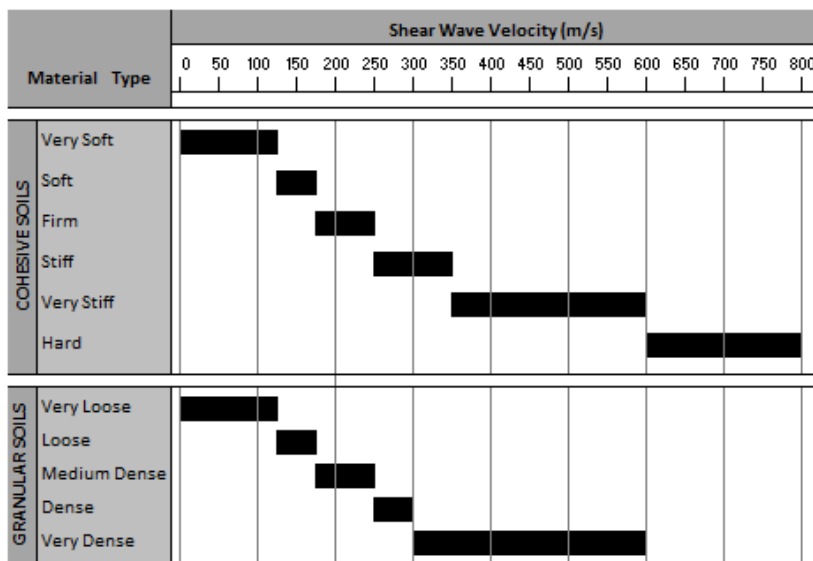 Shear Wave Velocity (m/s)
Material Type
0 50 100 150 200 250 300 350 400 450 500 550 600 650 700 750 800
COHESIVE SOILS
Very Soft
Soft
Firm
Stiff
Very Stiff
Hard
GRANULAR SOILS
Very Loose
Loose
Medium Dense
Dense
Very Dense